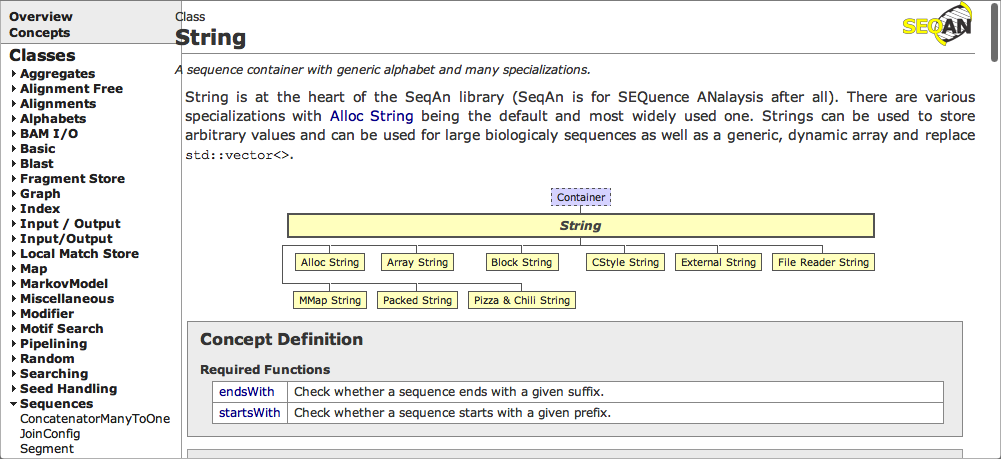 Overview
Concepts
Classes
Aggregates
Alignment Free
Alignments
Alphabets
BAM I/O
Basic
Blast
Fragment Store
Graph
Index
Input / Output
Input/Output
Local Match Store
Map
MarkovModel
Miscellaneous
Modifier
Motif Search
Pipelining
Random
Searching
Seed Handling
Sequences
ConcatenatorManyToOne
JoinConfig
Segment
Class
String
SEQAN
A sequence container with generic alphabet and many specializations.
String is at the heart of the SeqAn library (SeqAn is for SEQuence ANalaysis after all). There are various
specializations with Alloc String being the default and most widely used one. Strings can be used to store
arbitrary values and can be used for large biologicaly sequences as well as a generic, dynamic array and replace
std::vector<>.
Container
String
Alloc String Array String Block String CStyle String External String File Reader String
MMap String Packed String Pizza & Chili String
Concept Definition
Required Functions
endsWith Check whether a sequence ends with a given suffix.
startsWith Check whether a sequence starts with a given prefix.